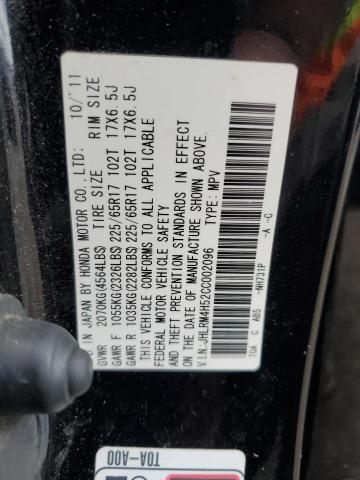 IN JAPAN BY HONDA MOTOR CO.,LTD: 10/'11
TIRE SIZE RIM SIZE
GVWR 2070KG(4564LBS)
GAWR F 1055KG(2326LBS) 225/65R17 102T 17X6.5J
GAWR R 1035KG(2282LBS) 225/65R17 102T 17X6.5J
THIS VEHICLE CONFORMS TO ALL APPLICABLE
FEDERAL MOTOR VEHICLE SAFETY
AND THEFT PREVENTION STANDARDS IN EFFECT
ON THE DATE OF MANUFACTURE SHOWN ABOVE.
V.I.N.:JHLRM4H52CC002096 TYPE: MPV
T0A C AB5 -NH731P -A -C
T0A-A00